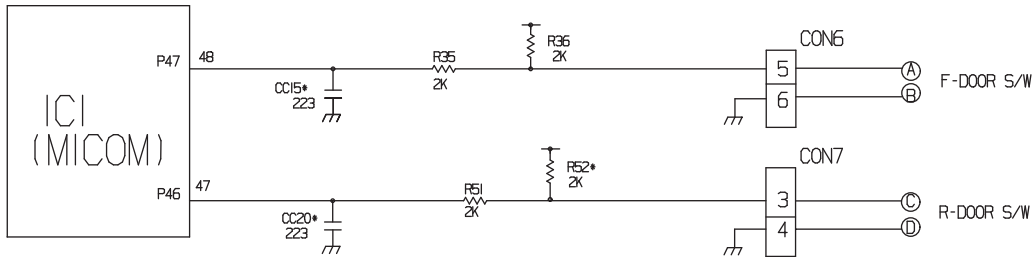 CON6
R36
2K
P47
48
R35
2K
5
A
F-DOOR S/W
CC15*
223
6
B
IC1
(MICOM)
CON7
R52*
2K
P46
47
R51
2K
3
C
R-DOOR S/W
CC20*
223
4
D